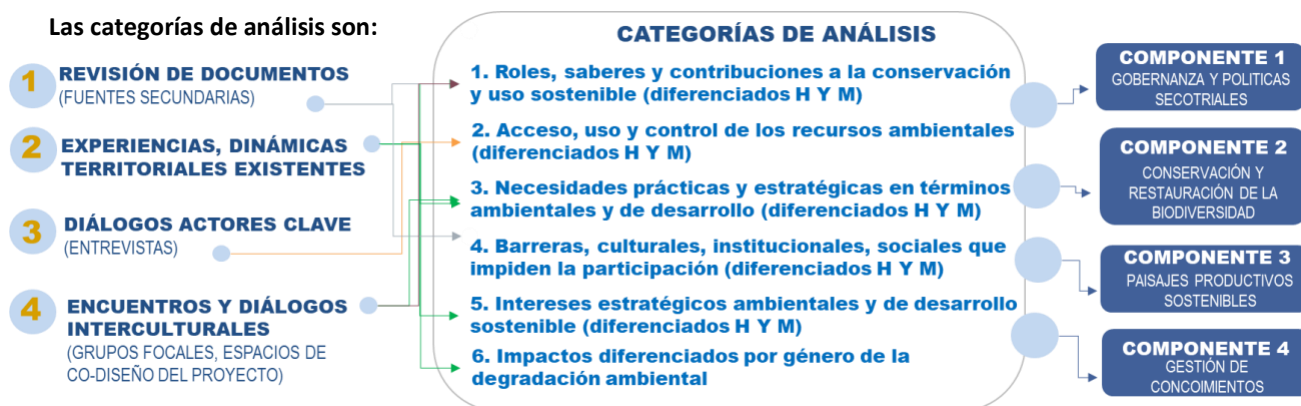 Las categorías de análisis son:
1
REVISIÓN DE DOCUMENTOS
(FUENTES SECUNDARIAS)
2
EXPERIENCIAS, DINÁMICAS
TERRITORIALES EXISTENTES
3
DIÁLOGOS ACTORES CLAVE
(ENTREVISTAS)
4
ENCUENTROS Y DIÁLOGOS
INTERCULTURALES
(GRUPOS FOCALES, ESPACIOS DE
CO-DISEÑO DEL PROYECTO)
CATEGORÍAS DE ANÁLISIS
1. Roles, saberes y contribuciones a la conservación
y uso sostenible (diferenciados H Y M)
2. Acceso, uso y control de los recursos ambientales
(diferenciados H Y M)
3. Necesidades prácticas y estratégicas en términos
ambientales y de desarrollo (diferenciados H Y M)
4. Barreras, culturales, institucionales, sociales que
impiden la participación (diferenciados H Y M)
5. Intereses estratégicos ambientales y de desarrollo
sostenible (diferenciados H Y M)
6. Impactos diferenciados por género de la
degradación ambiental
COMPONENTE 1
GOBERNANZA Y POLITICAS
SECOTRIALES
COMPONENTE 2
CONSERVACIÓN Y
RESTAURACIÓN DE LA
BIODIVERSIDAD
COMPONENTE 3
PAISAJES PRODUCTIVOS
SOSTENIBLES
COMPONENTE 4
GESTIÓN DE
CONCOIMIENTOS